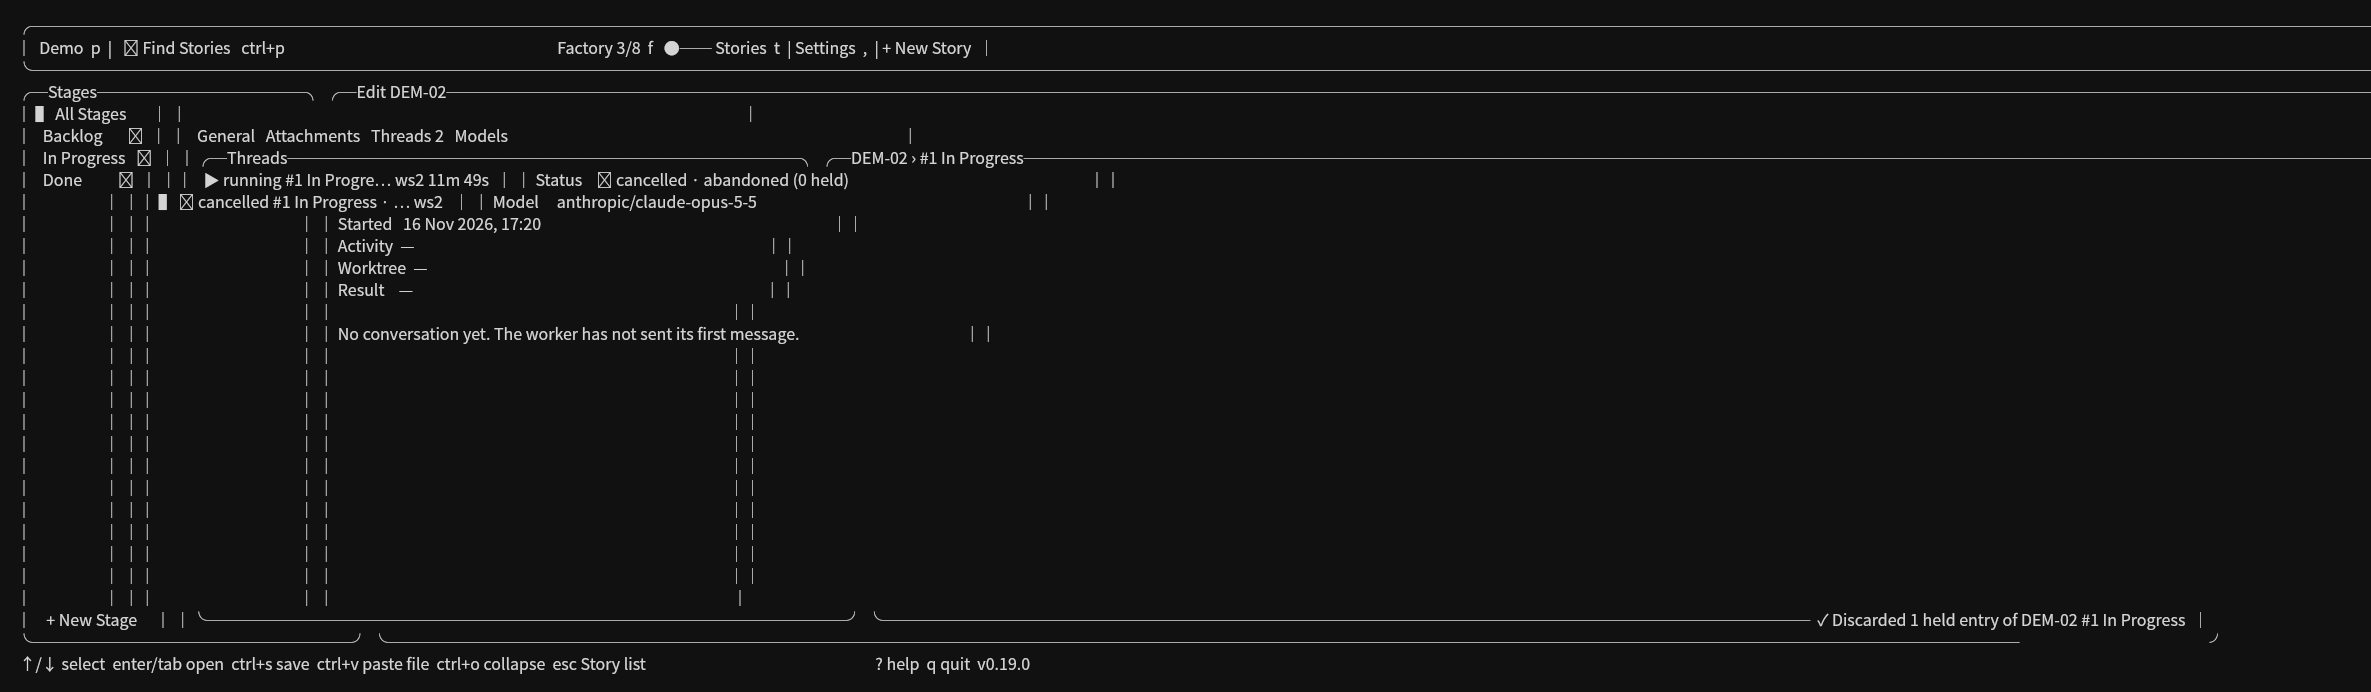 Demo p | Find Stories ctrl+p Factory 3/8 f ●── Stories t | Settings , | + New Story
Stages Edit DEM-02
All Stages
Backlog General Attachments Threads 2 Models
In Progress Threads DEM-02 › #1 In Progress
Done ▶ running #1 In Progre… ws2 11m 49s Status cancelled · abandoned (0 held)
cancelled #1 In Progress · … ws2 Model anthropic/claude-opus-5-5
Started 16 Nov 2026, 17:20
Activity —
Worktree —
Result —
No conversation yet. The worker has not sent its first message.
+ New Stage ✓ Discarded 1 held entry of DEM-02 #1 In Progress
↑/↓ select enter/tab open ctrl+s save ctrl+v paste file ctrl+o collapse esc Story list ? help q quit v0.19.0